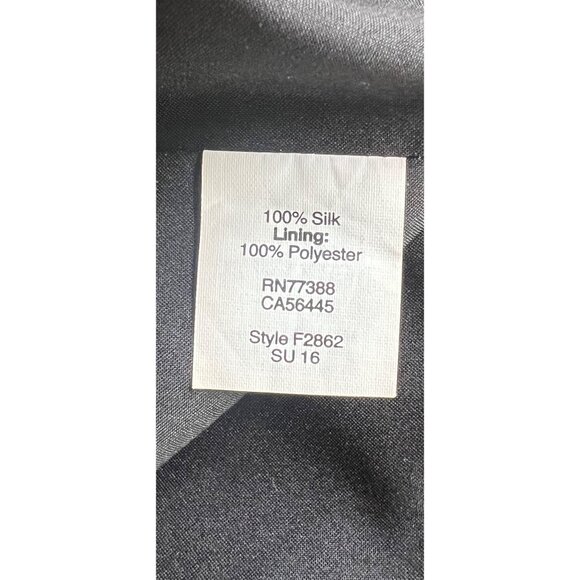 100% Silk
Lining:
100% Polyester
RN77388
CA56445
Style F2862
SU 16